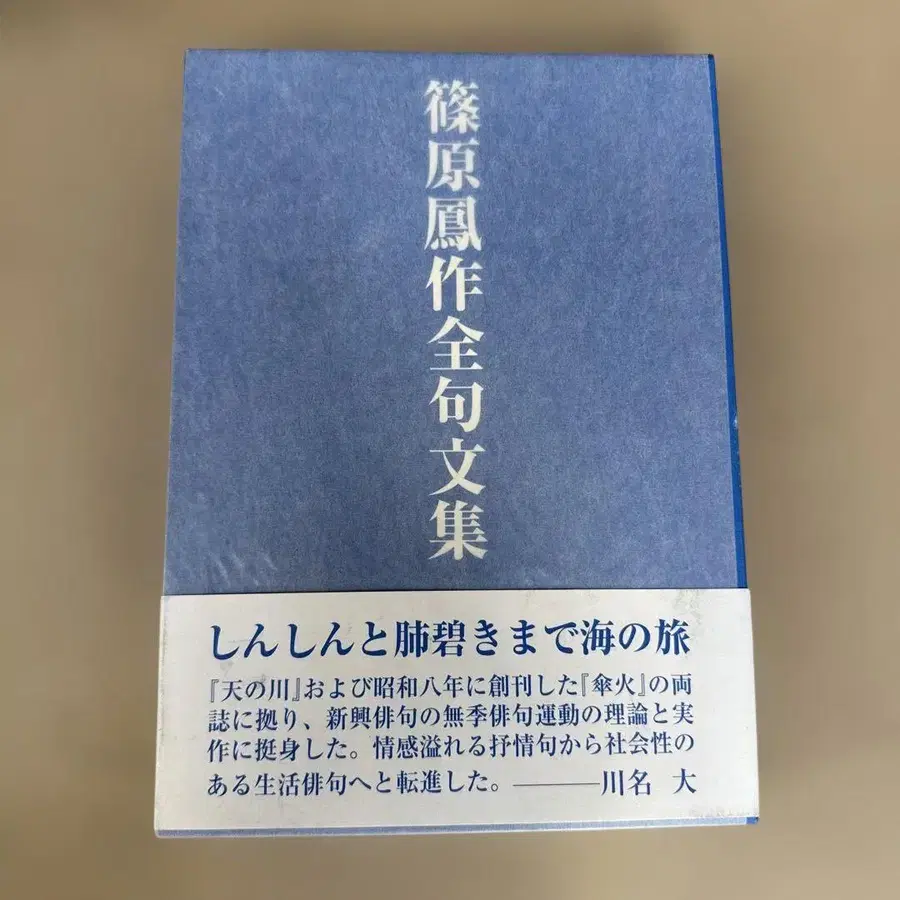 篠原鳳作全句文集
しんしんと肺碧きまで海の旅
『天の川』および昭和八年に創刊した『傘火』の両
誌に拠り、新興俳句の無季俳句運動の理論と実
作に挺身した。情感溢れる抒情句から社会性の
ある生活俳句へと転進した。———川名 大